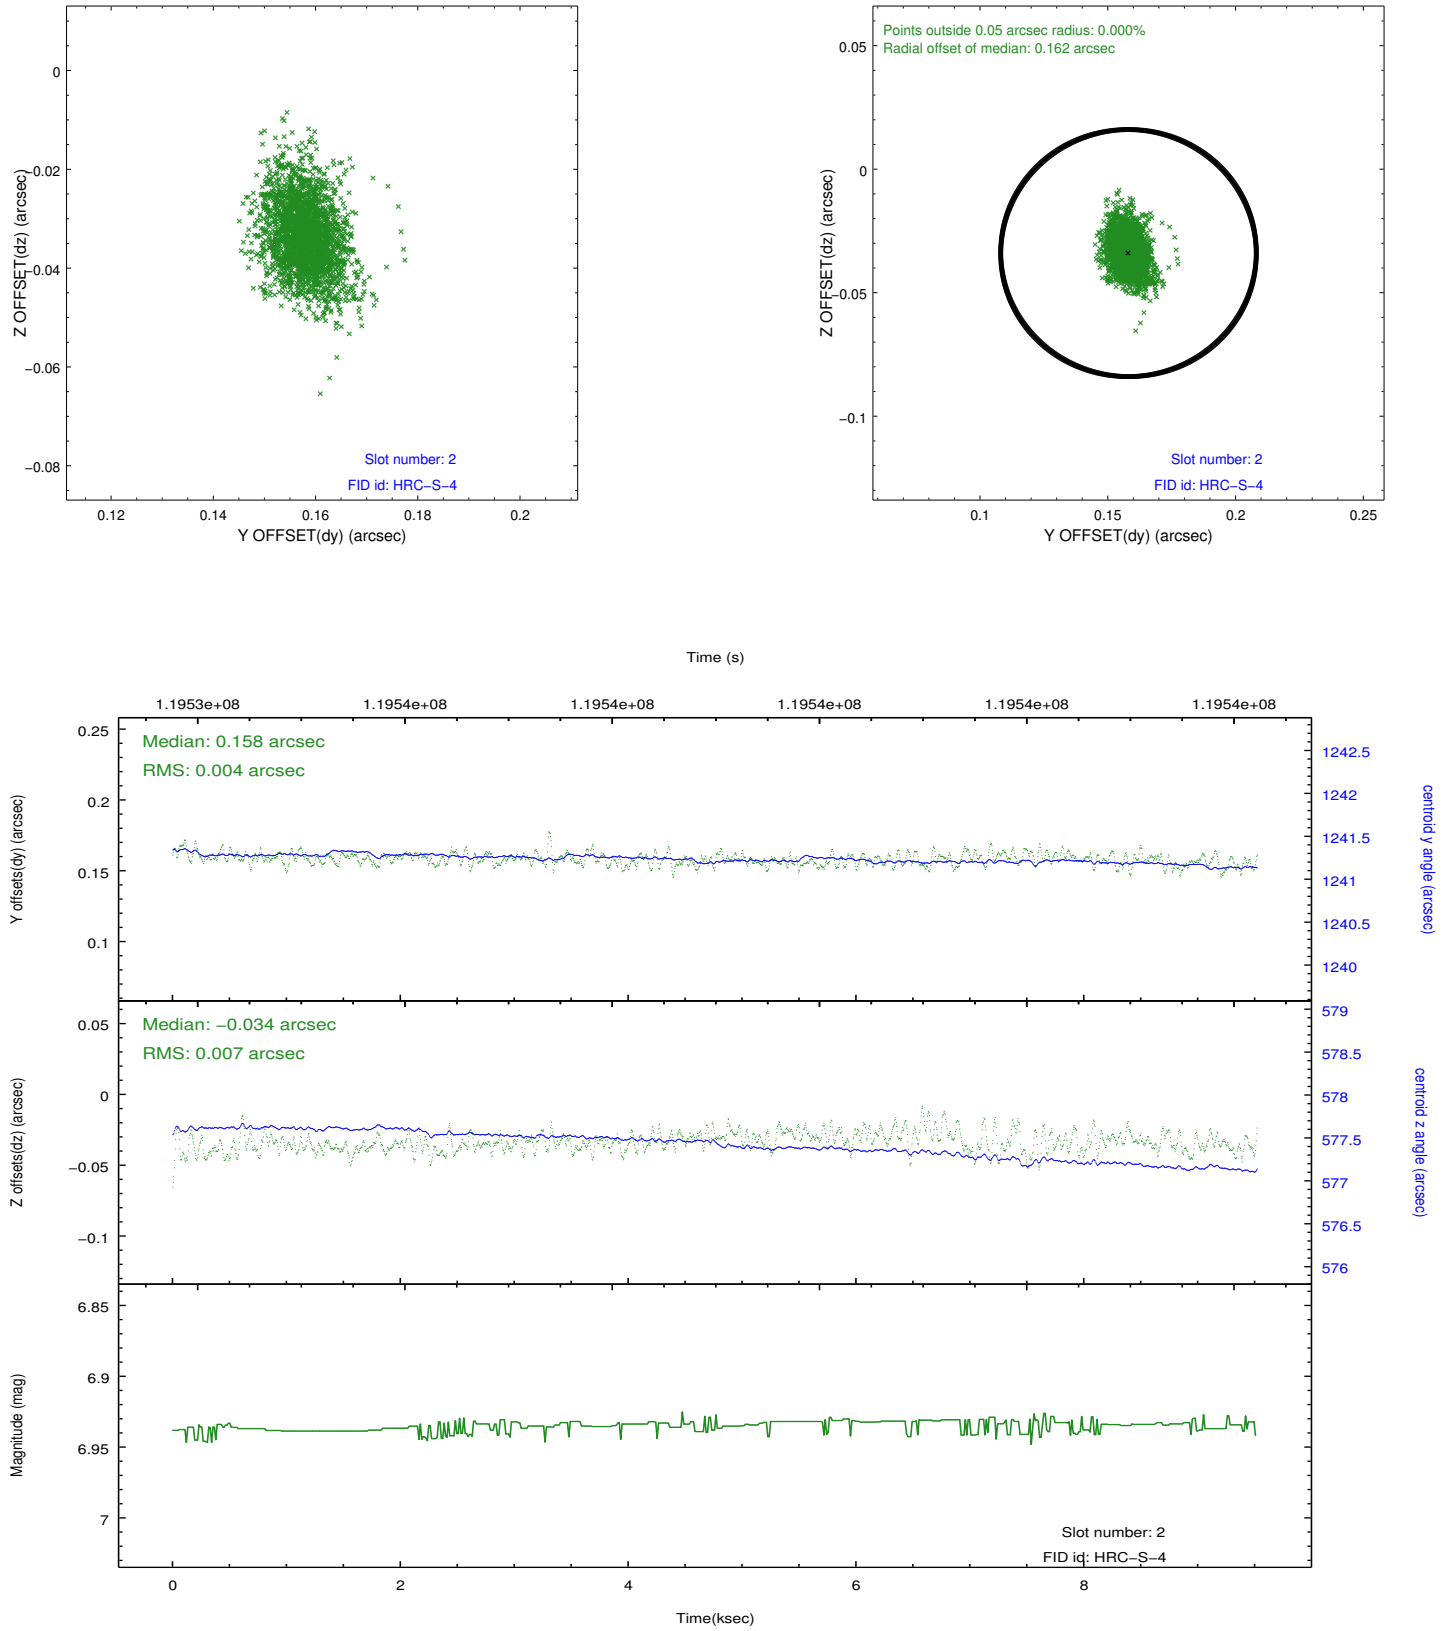 0
−0.02
−0.04
−0.06
−0.08
Z OFFSET(dz) (arcsec)
Slot number: 2
FID id: HRC−S−4
0.12
0.14
0.16
0.18
0.2
Y OFFSET(dy) (arcsec)
Points outside 0.05 arcsec radius: 0.000%
Radial offset of median: 0.162 arcsec
0.05
0
−0.05
−0.1
Z OFFSET(dz) (arcsec)
Slot number: 2
FID id: HRC−S−4
0.1
0.15
0.2
0.25
Y OFFSET(dy) (arcsec)
Time (s)
1.1953e+08
1.1954e+08
1.1954e+08
1.1954e+08
1.1954e+08
1.1954e+08
Median: 0.158 arcsec
RMS: 0.004 arcsec
0.25
0.2
0.15
0.1
Y offsets(dy) (arcsec)
1242.5
1242
1241.5
1241
1240.5
1240
centroid y angle (arcsec)
Median: −0.034 arcsec
RMS: 0.007 arcsec
0.05
0
−0.05
−0.1
Z offsets(dz) (arcsec)
579
578.5
578
577.5
577
576.5
576
centroid z angle (arcsec)
6.85
6.9
6.95
7
Magnitude (mag)
Slot number: 2
FID id: HRC−S−4
0
2
4
6
8
Time(ksec)